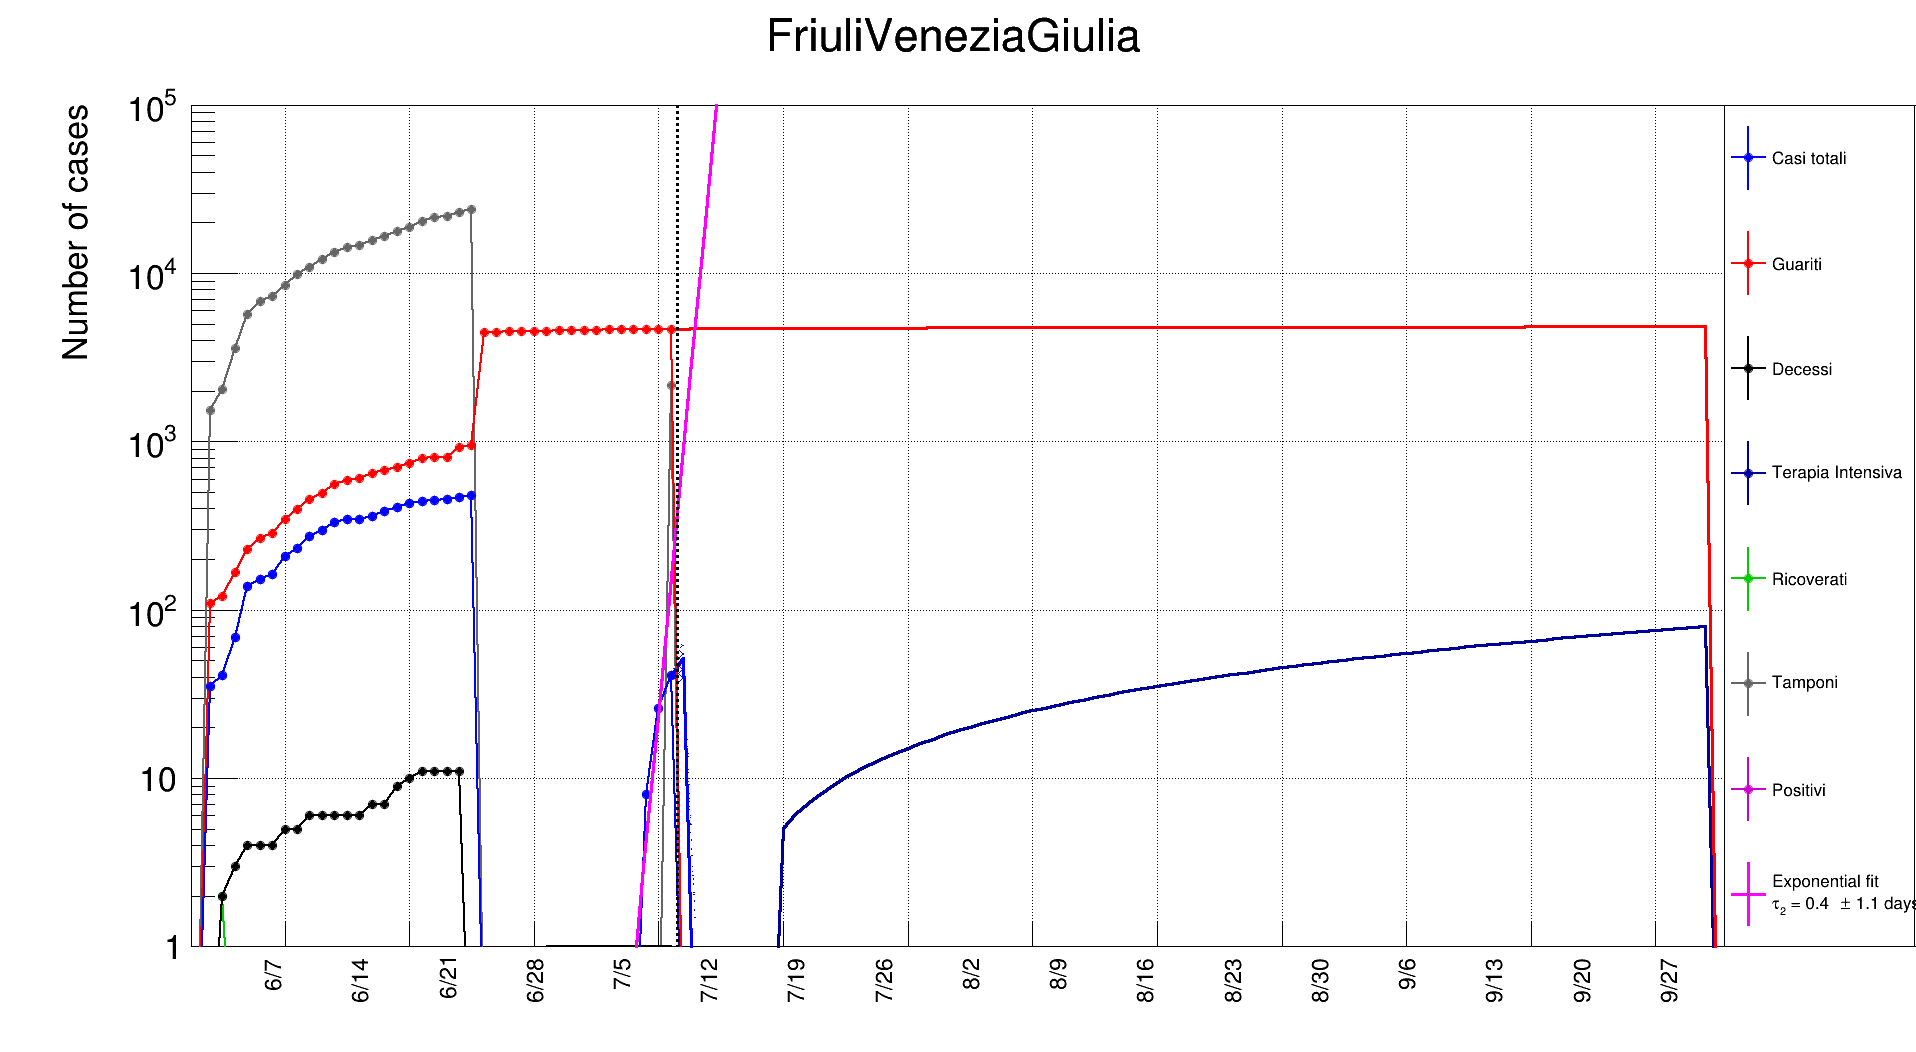 FriuliVeneziaGiulia
Number of cases
10^5
10^4
10^3
10^2
10
1
6/7
6/14
6/21
6/28
7/5
7/12
7/19
7/26
8/2
8/9
8/16
8/23
8/30
9/6
9/13
9/20
9/27
Casi totali
Guariti
Decessi
Terapia Intensiva
Ricoverati
Tamponi
Positivi
Exponential fit
τ_2 = 0.4 ± 1.1 days